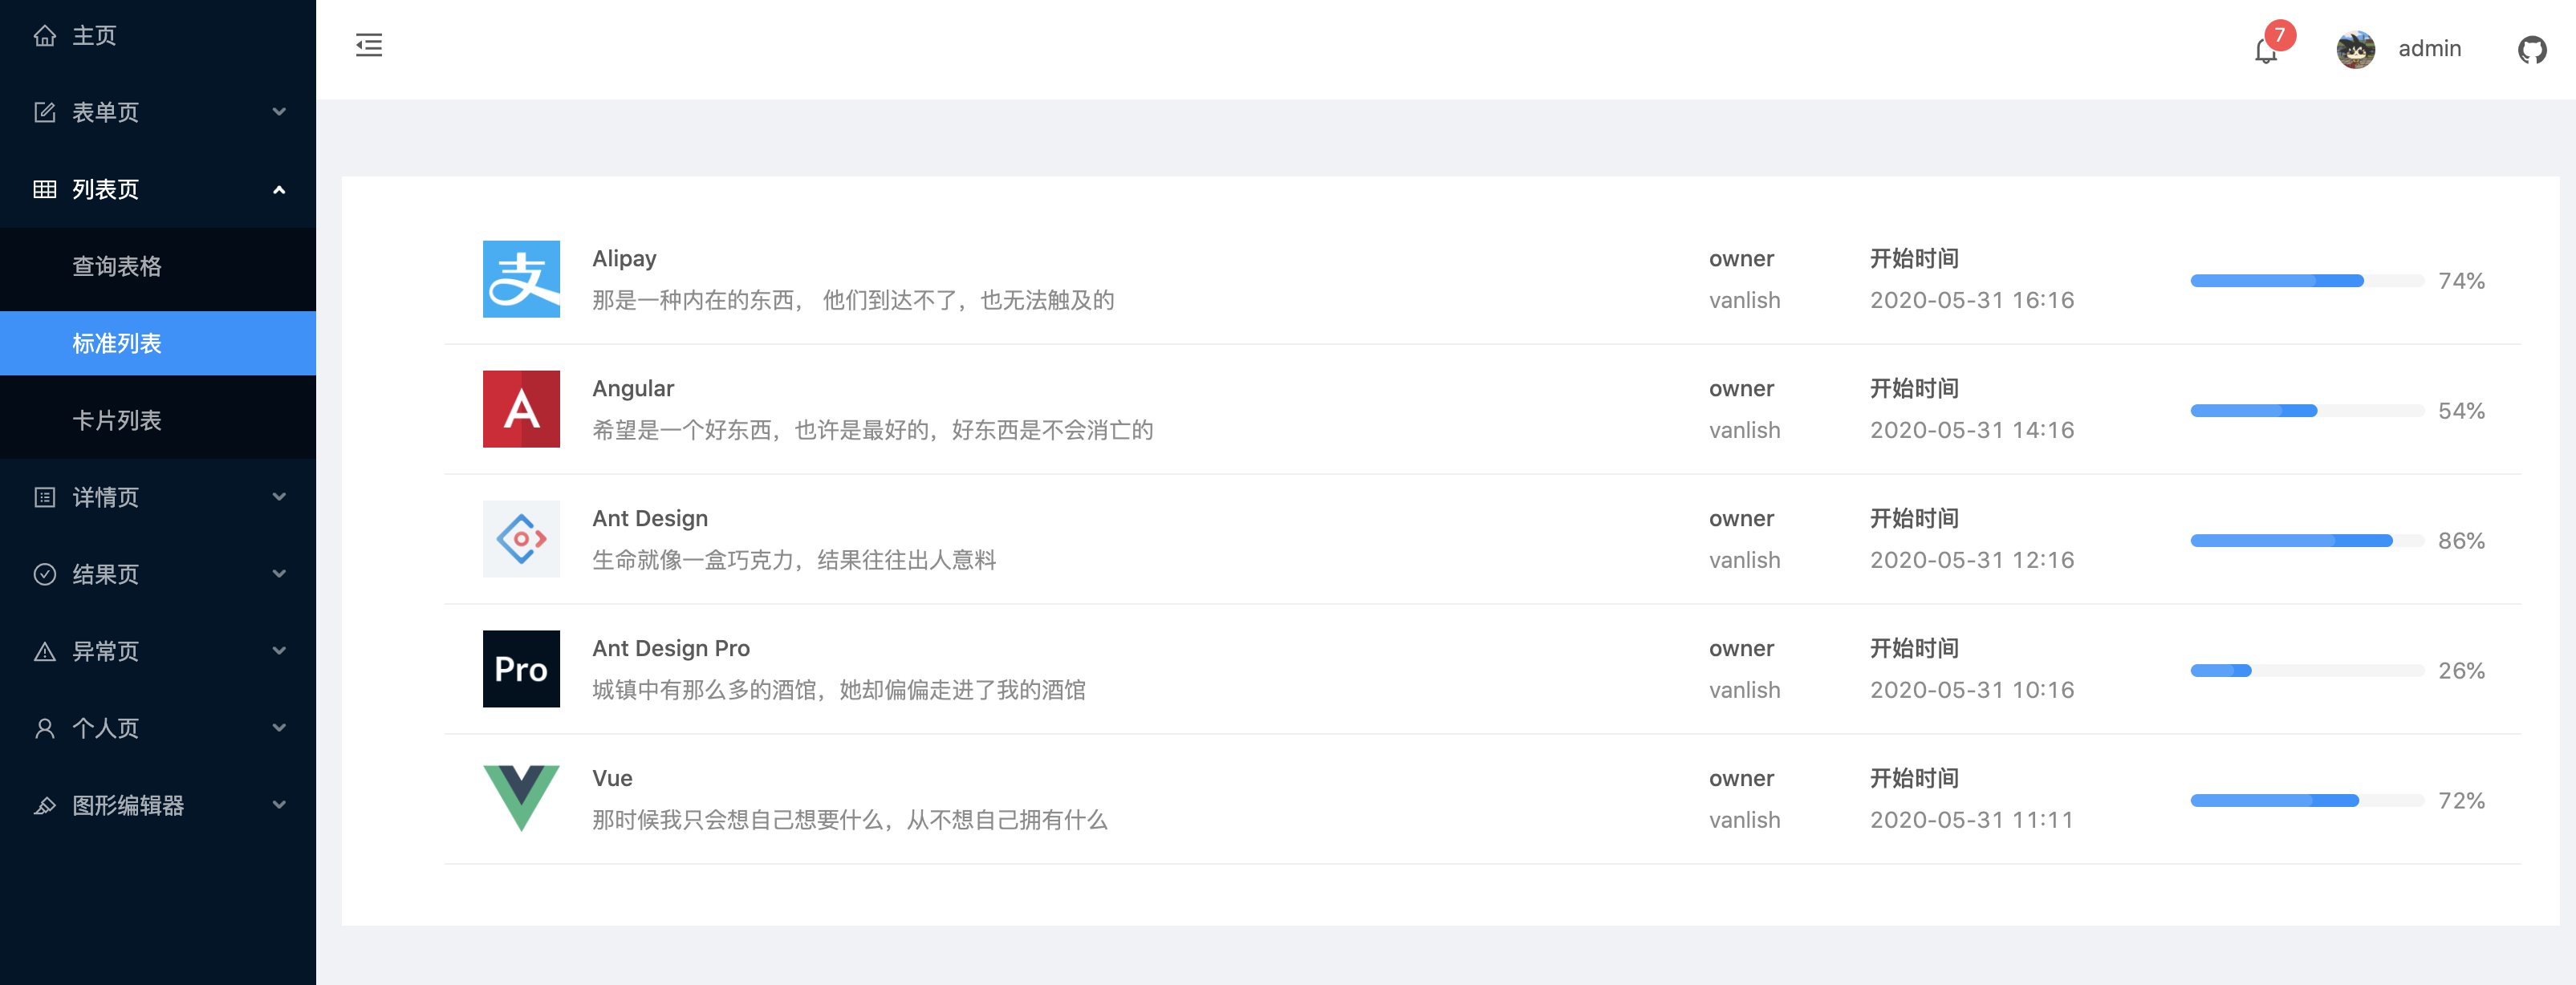 主页
表单页
列表页
查询表格
标准列表
卡片列表
详情页
结果页
异常页
个人页
图形编辑器
7
admin
支
Alipay
那是一种内在的东西， 他们到达不了，也无法触及的
owner
vanlish
开始时间
2020-05-31 16:16
74%
A
Angular
希望是一个好东西，也许是最好的，好东西是不会消亡的
owner
vanlish
开始时间
2020-05-31 14:16
54%
Ant Design
生命就像一盒巧克力，结果往往出人意料
owner
vanlish
开始时间
2020-05-31 12:16
86%
Pro
Ant Design Pro
城镇中有那么多的酒馆，她却偏偏走进了我的酒馆
owner
vanlish
开始时间
2020-05-31 10:16
26%
Vue
那时候我只会想自己想要什么，从不想自己拥有什么
owner
vanlish
开始时间
2020-05-31 11:11
72%